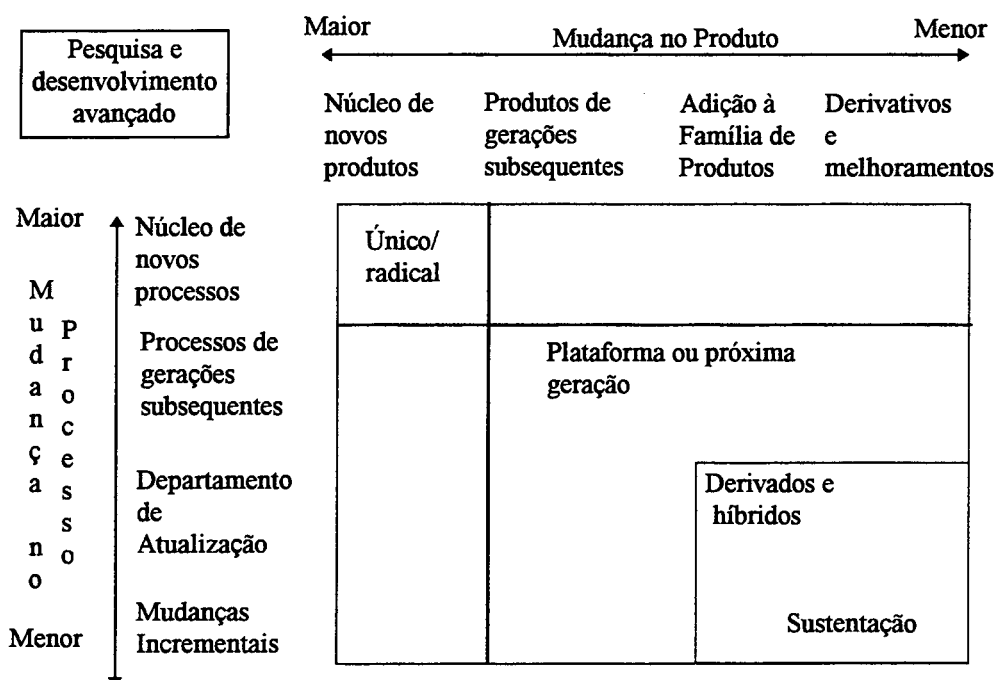 Pesquisa e
desenvolvimento
avançado
Maior
Mudança no Produto
Menor
Núcleo de
novos
produtos
Produtos de
gerações
subsequentes
Adição à
Família de
Produtos
Derivativos
e
melhoramentos
Maior
Mudança no
Processo
Menor
Núcleo de
novos
processos
Processos de
gerações
subsequentes
Departamento
de
Atualização
Mudanças
Incrementais
Único/
radical
Plataforma ou próxima
geração
Derivados e
híbridos
Sustentação